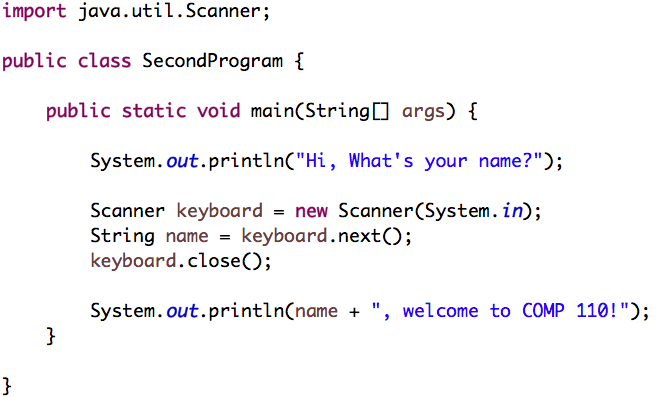 import java.util.Scanner;
public class SecondProgram {
public static void main(String[] args) {
System.out.println("Hi, What's your name?");
Scanner keyboard = new Scanner(System.in);
String name = keyboard.next();
keyboard.close();
System.out.println(name + ", welcome to COMP 110!");
}
}